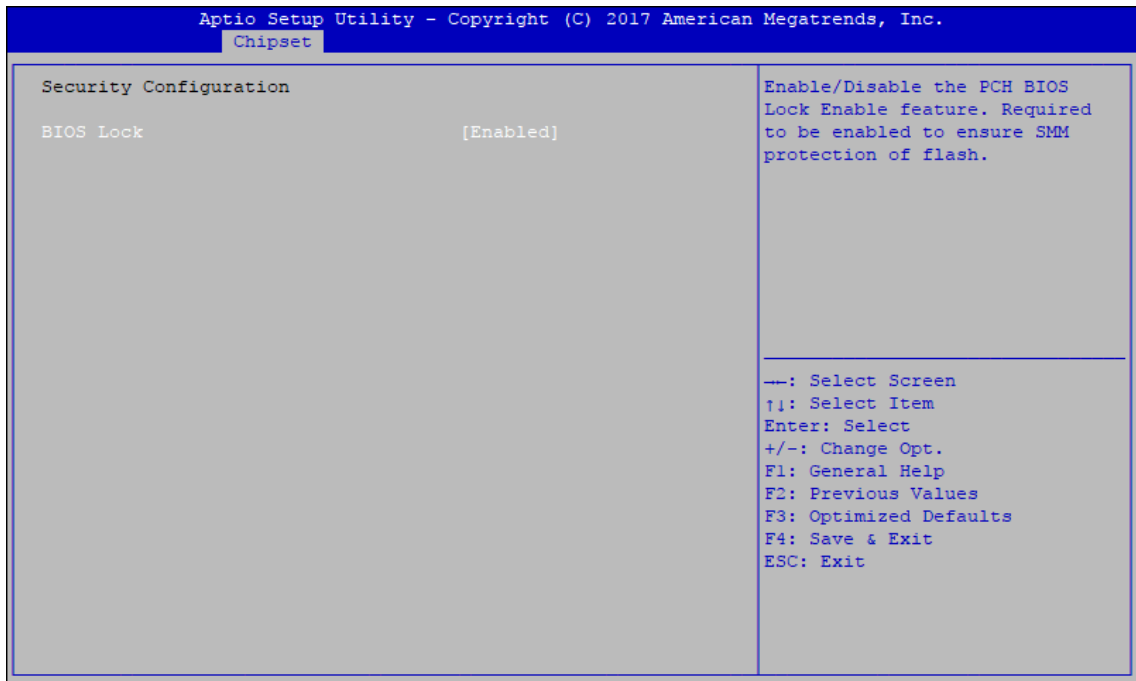 Aptio Setup Utility - Copyright (C) 2017 American Megatrends, Inc.
Chipset
Security Configuration
BIOS Lock [Enabled]
Enable/Disable the PCH BIOS
Lock Enable feature. Required
to be enabled to ensure SMM
protection of flash.
→←: Select Screen
↑↓: Select Item
Enter: Select
+/-: Change Opt.
F1: General Help
F2: Previous Values
F3: Optimized Defaults
F4: Save & Exit
ESC: Exit